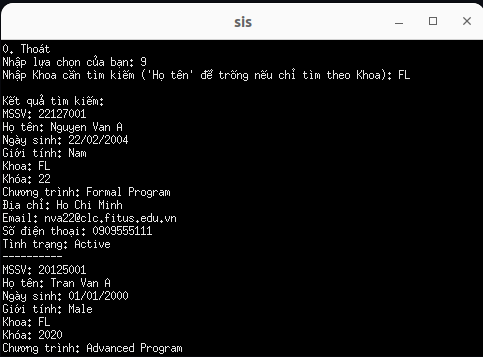 sis
0. Thoát
Nhập lựa chọn của bạn: 9
Nhập Khoa cần tìm kiếm ('Họ tên' để trống nếu chỉ tìm theo Khoa): FL
Kết quả tìm kiếm:
MSSV: 22127001
Họ tên: Nguyen Van A
Ngày sinh: 22/02/2004
Giới tính: Nam
Khoa: FL
Khóa: 22
Chương trình: Formal Program
Địa chỉ: Ho Chi Minh
Email: nva22@clc.fitus.edu.vn
Số điện thoại: 0909555111
Tình trạng: Active
----------
MSSV: 20125001
Họ tên: Tran Van A
Ngày sinh: 01/01/2000
Giới tính: Male
Khoa: FL
Khóa: 2020
Chương trình: Advanced Program